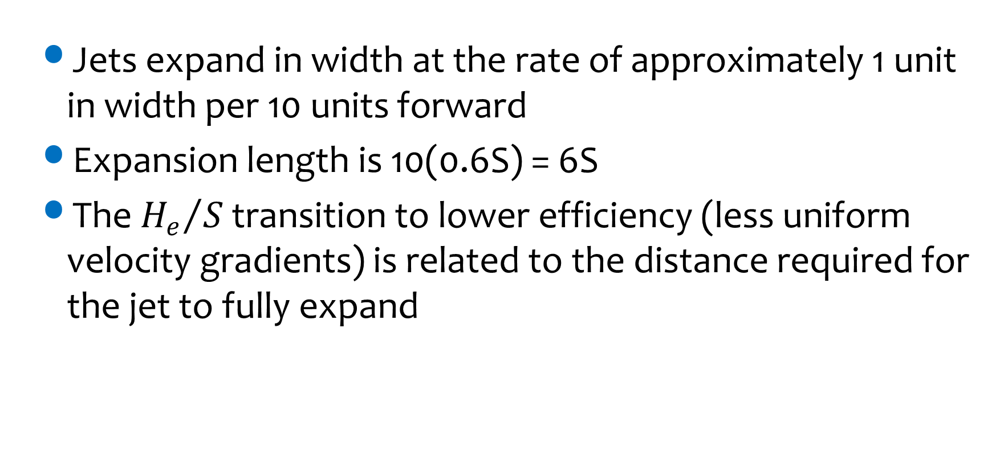 • Jets expand in width at the rate of approximately 1 unit
in width per 10 units forward
• Expansion length is 10(0.6S) = 6S
• The $H_e/S$ transition to lower efficiency (less uniform
velocity gradients) is related to the distance required for
the jet to fully expand